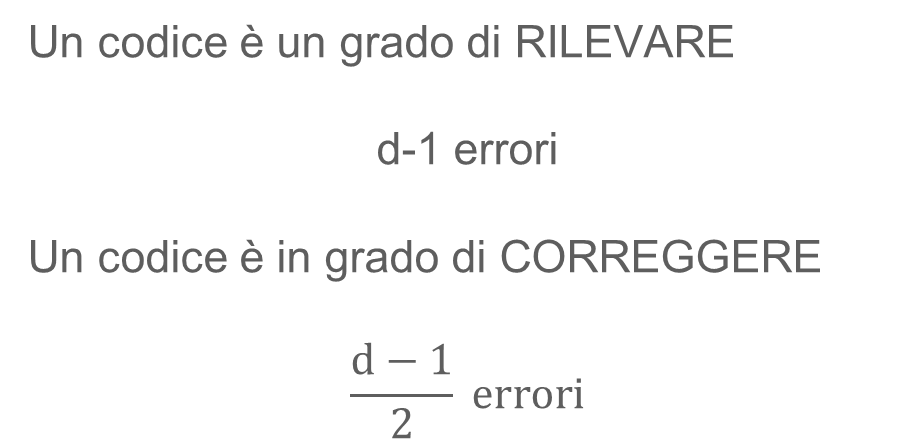 Un codice è un grado di RILEVARE
d-1 errori
Un codice è in grado di CORREGGERE
d − 1
2 errori